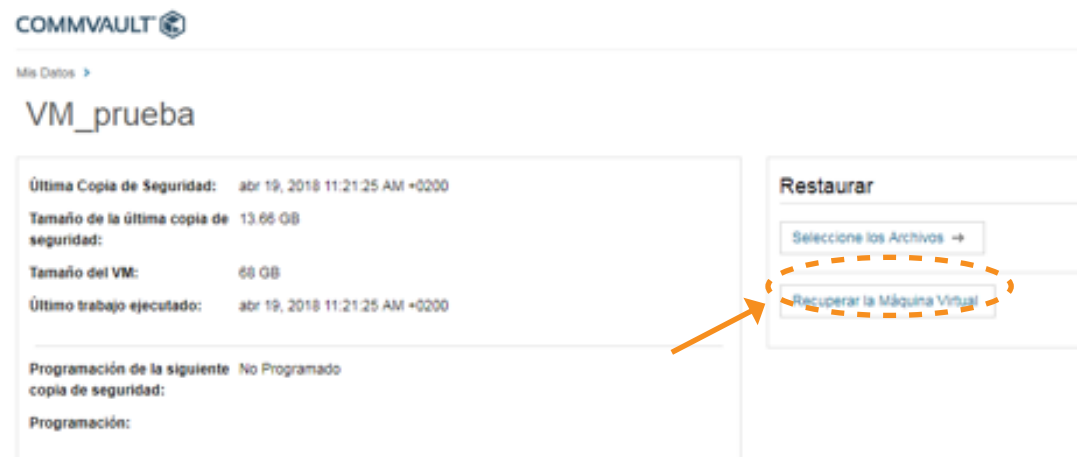 COMMVAULT
Mis Datos >
VM_prueba
Última Copia de Seguridad: abr 19, 2018 11:21:25 AM +0200
Tamaño de la última copia de 13.66 GB
seguridad:
Tamaño del VM: 68 GB
Último trabajo ejecutado: abr 19, 2018 11:21:25 AM +0200
Programación de la siguiente No Programado
copia de seguridad:
Programación:
Restaurar
Seleccione los Archivos →
Recuperar la Máquina Virtual